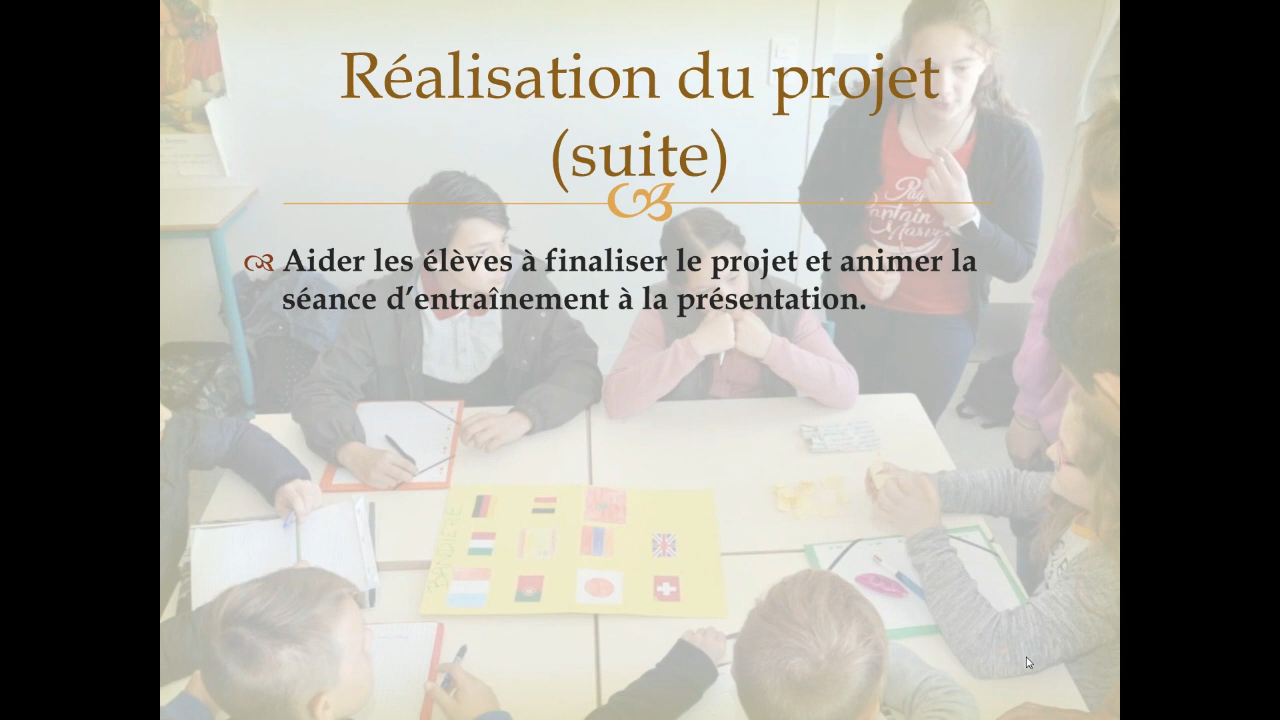 Réalisation du projet
(suite)
Aider les élèves à finaliser le projet et animer la
séance d’entraînement à la présentation.